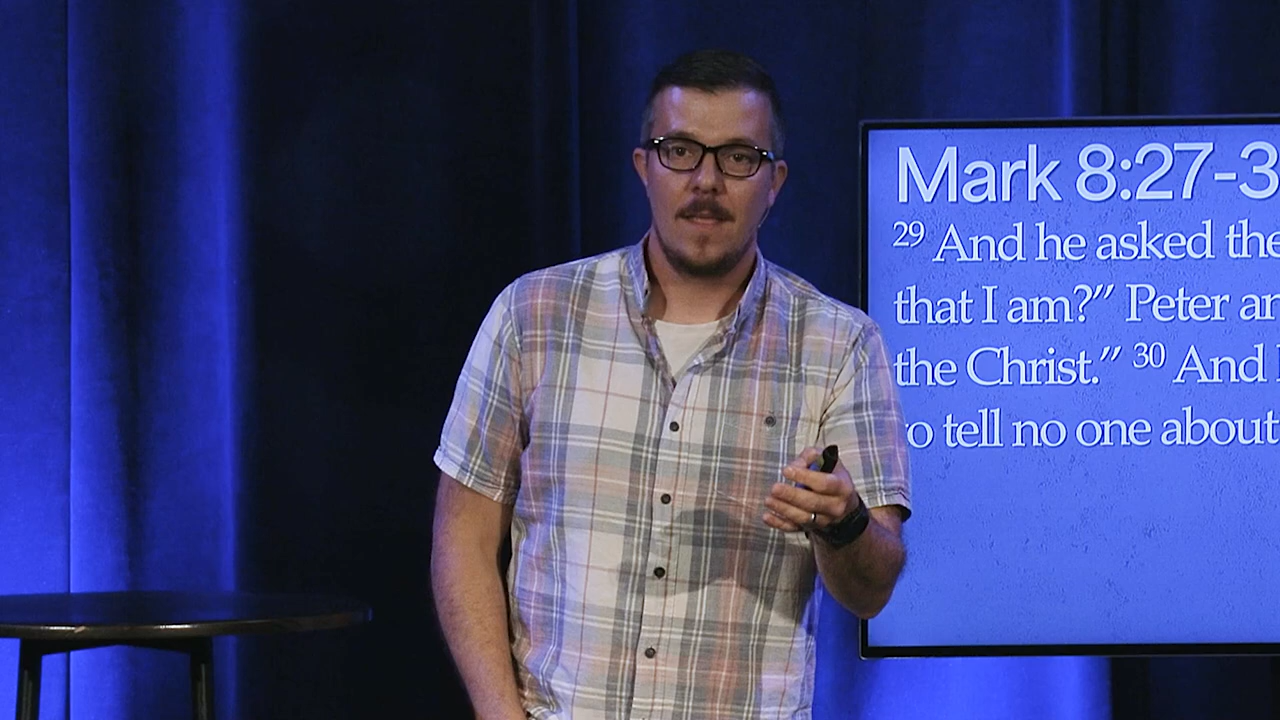 Mark 8:27-3
29 And he asked the
that I am?” Peter an
the Christ.” 30 And
to tell no one about